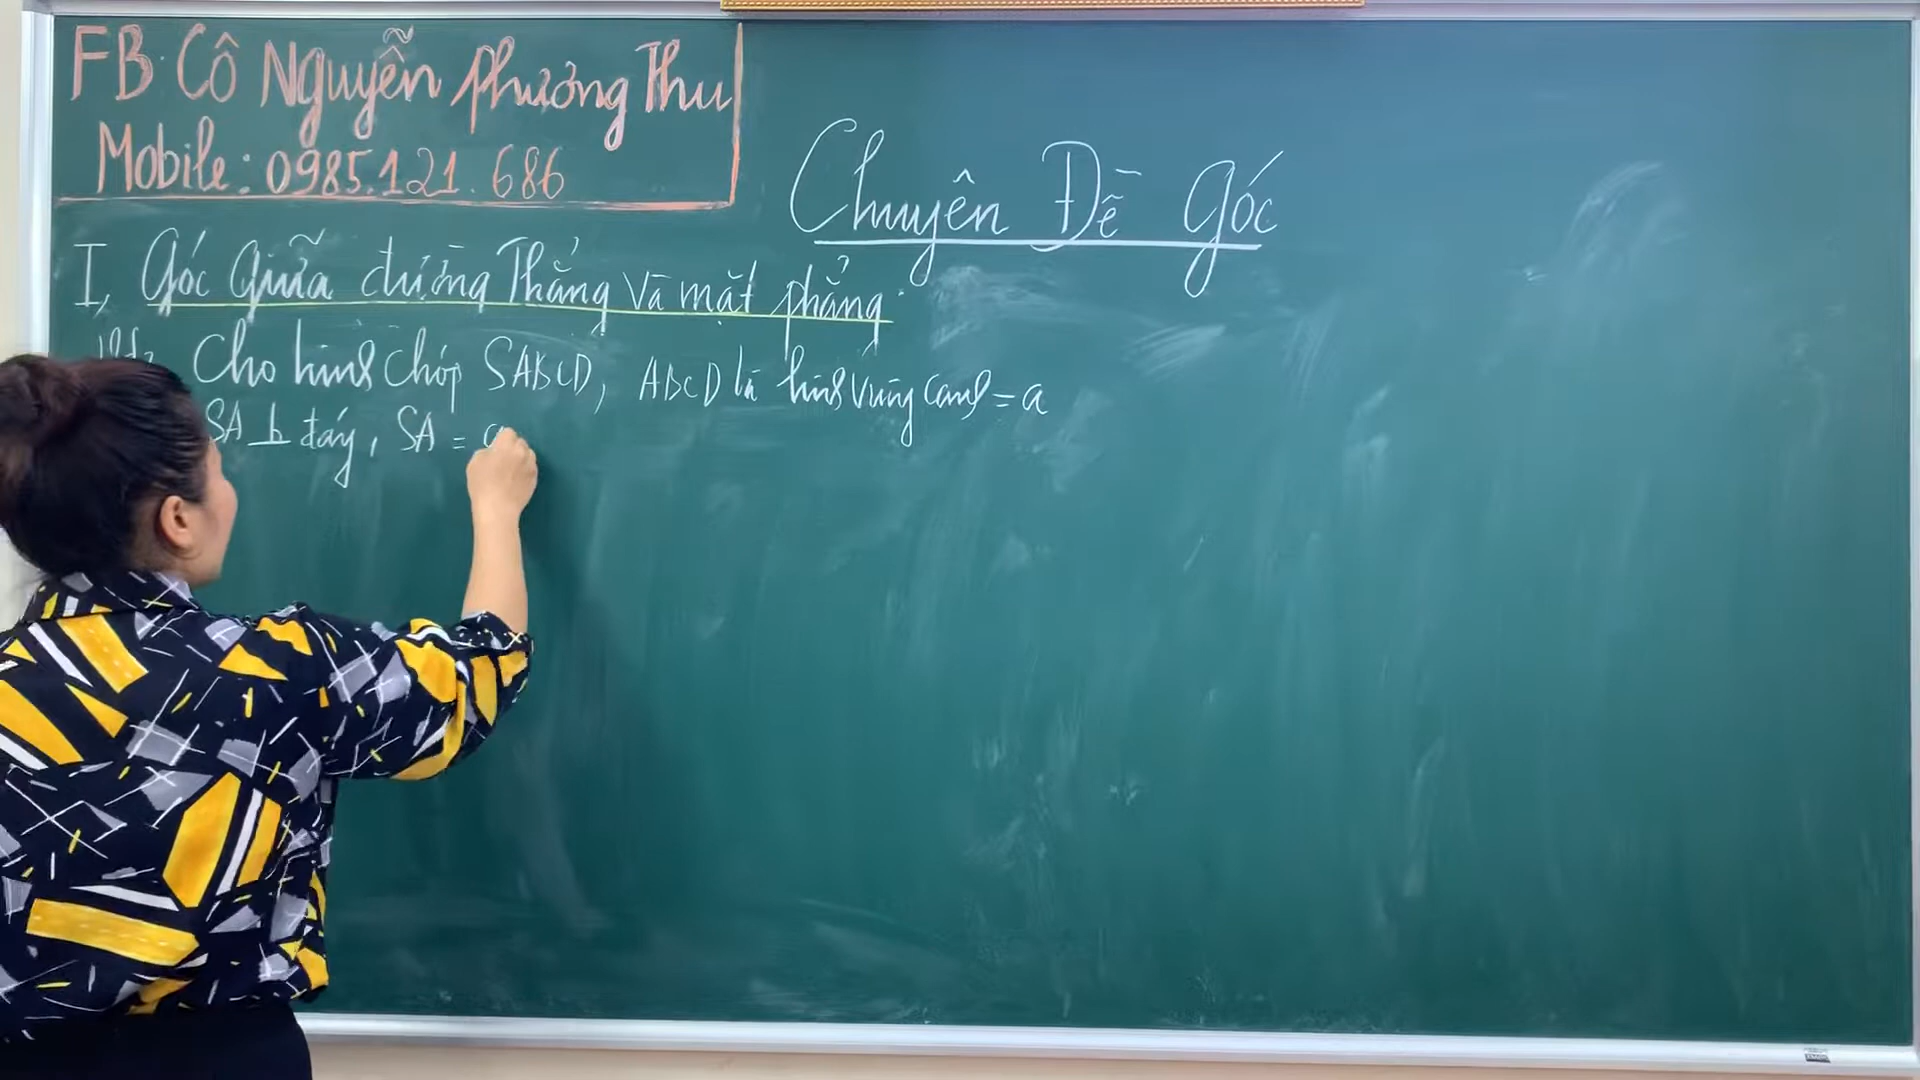 FB: Cô Nguyễn Phương Thu
Mobile: 0985.121.686
Chuyên Đề Góc
I, Góc Giữa đường Thẳng và mặt phẳng.
Cho hình chóp SABCD, ABCD là hình vuông cạnh = a
SA ⊥ đáy, SA = a